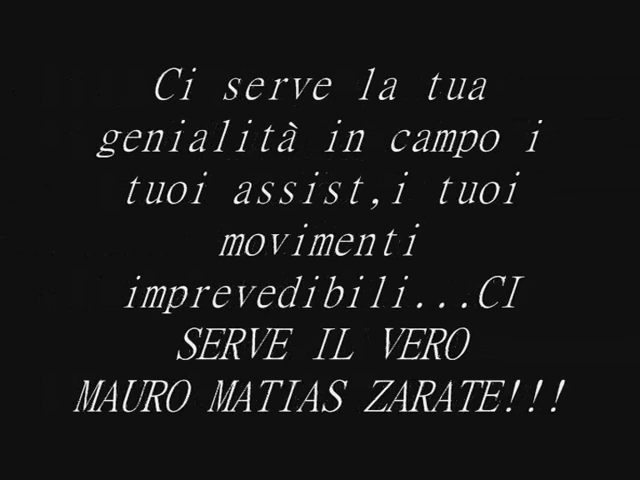 Ci serve la tua
genialità in campo i
tuoi assist,i tuoi
movimenti
imprevedibili...CI
SERVE IL VERO
MAURO MATIAS ZARATE!!!